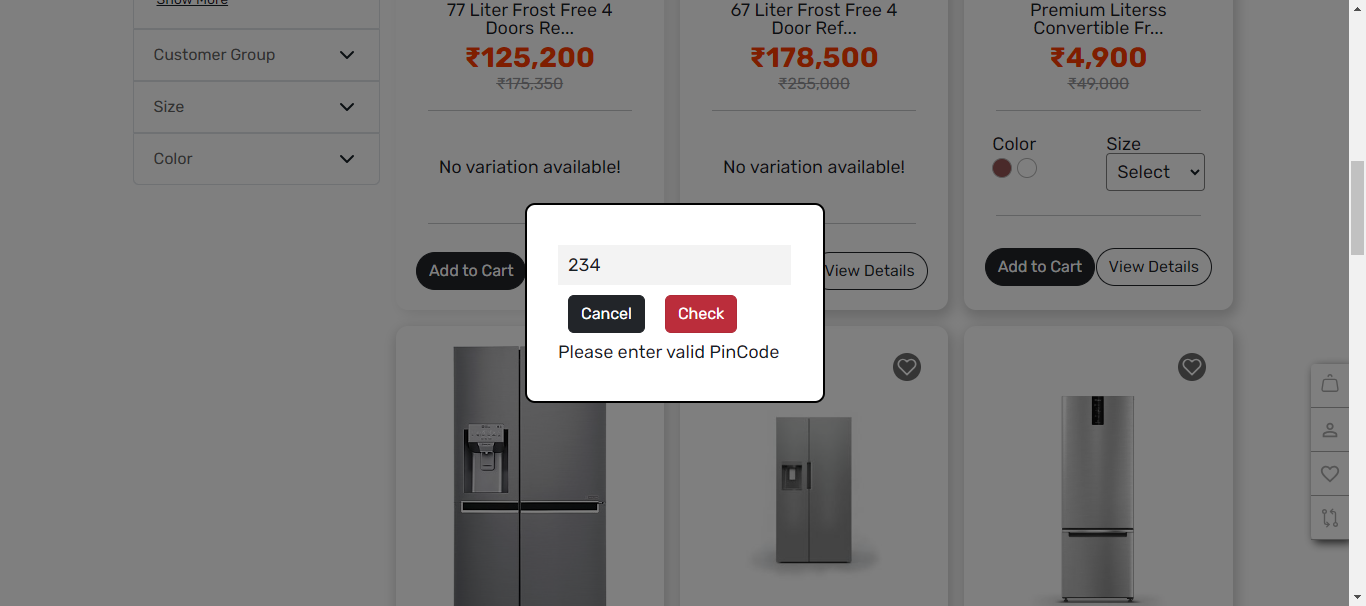 Show More
Customer Group
Size
Color
77 Liter Frost Free 4
Doors Re...
₹125,200
₹175,350
No variation available!
Add to Cart
67 Liter Frost Free 4
Door Ref...
₹178,500
₹255,000
No variation available!
View Details
Premium Literss
Convertible Fr...
₹4,900
₹49,000
Color
Size
Select
Add to Cart
View Details
234
Cancel
Check
Please enter valid PinCode